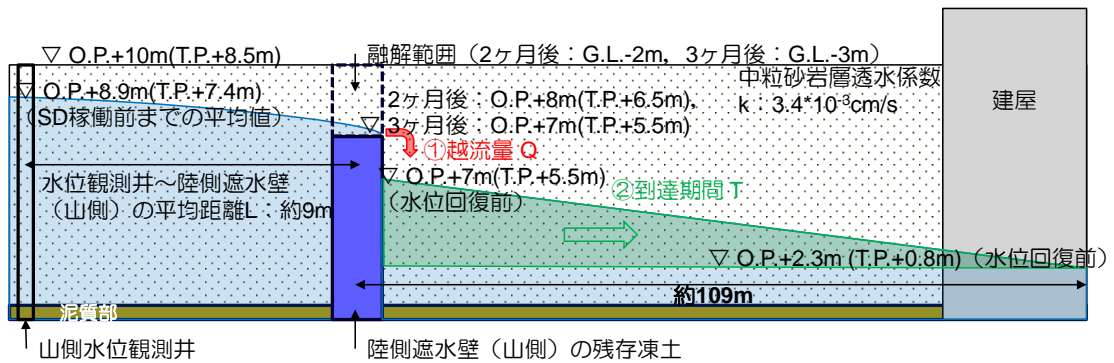 ▽ O.P.+10m(T.P.+8.5m)
融解範囲（2ヶ月後：G.L.-2m, 3ヶ月後：G.L.-3m）
▽ O.P.+8.9m(T.P.+7.4m)
（SD稼働前までの平均値）
中粒砂岩層透水係数
k：3.4*10-3cm/s
建屋
2ヶ月後：O.P.+8m(T.P.+6.5m),
▽ 3ヶ月後：O.P.+7m(T.P.+5.5m)
①越流量 Q
水位観測井～陸側遮水壁
（山側）の平均距離L：約9m
▽ O.P.+7m(T.P.+5.5m)
（水位回復前）
②到達期間 T
▽ O.P.+2.3m (T.P.+0.8m)（水位回復前）
約109m
泥質部
山側水位観測井
陸側遮水壁（山側）の残存凍土